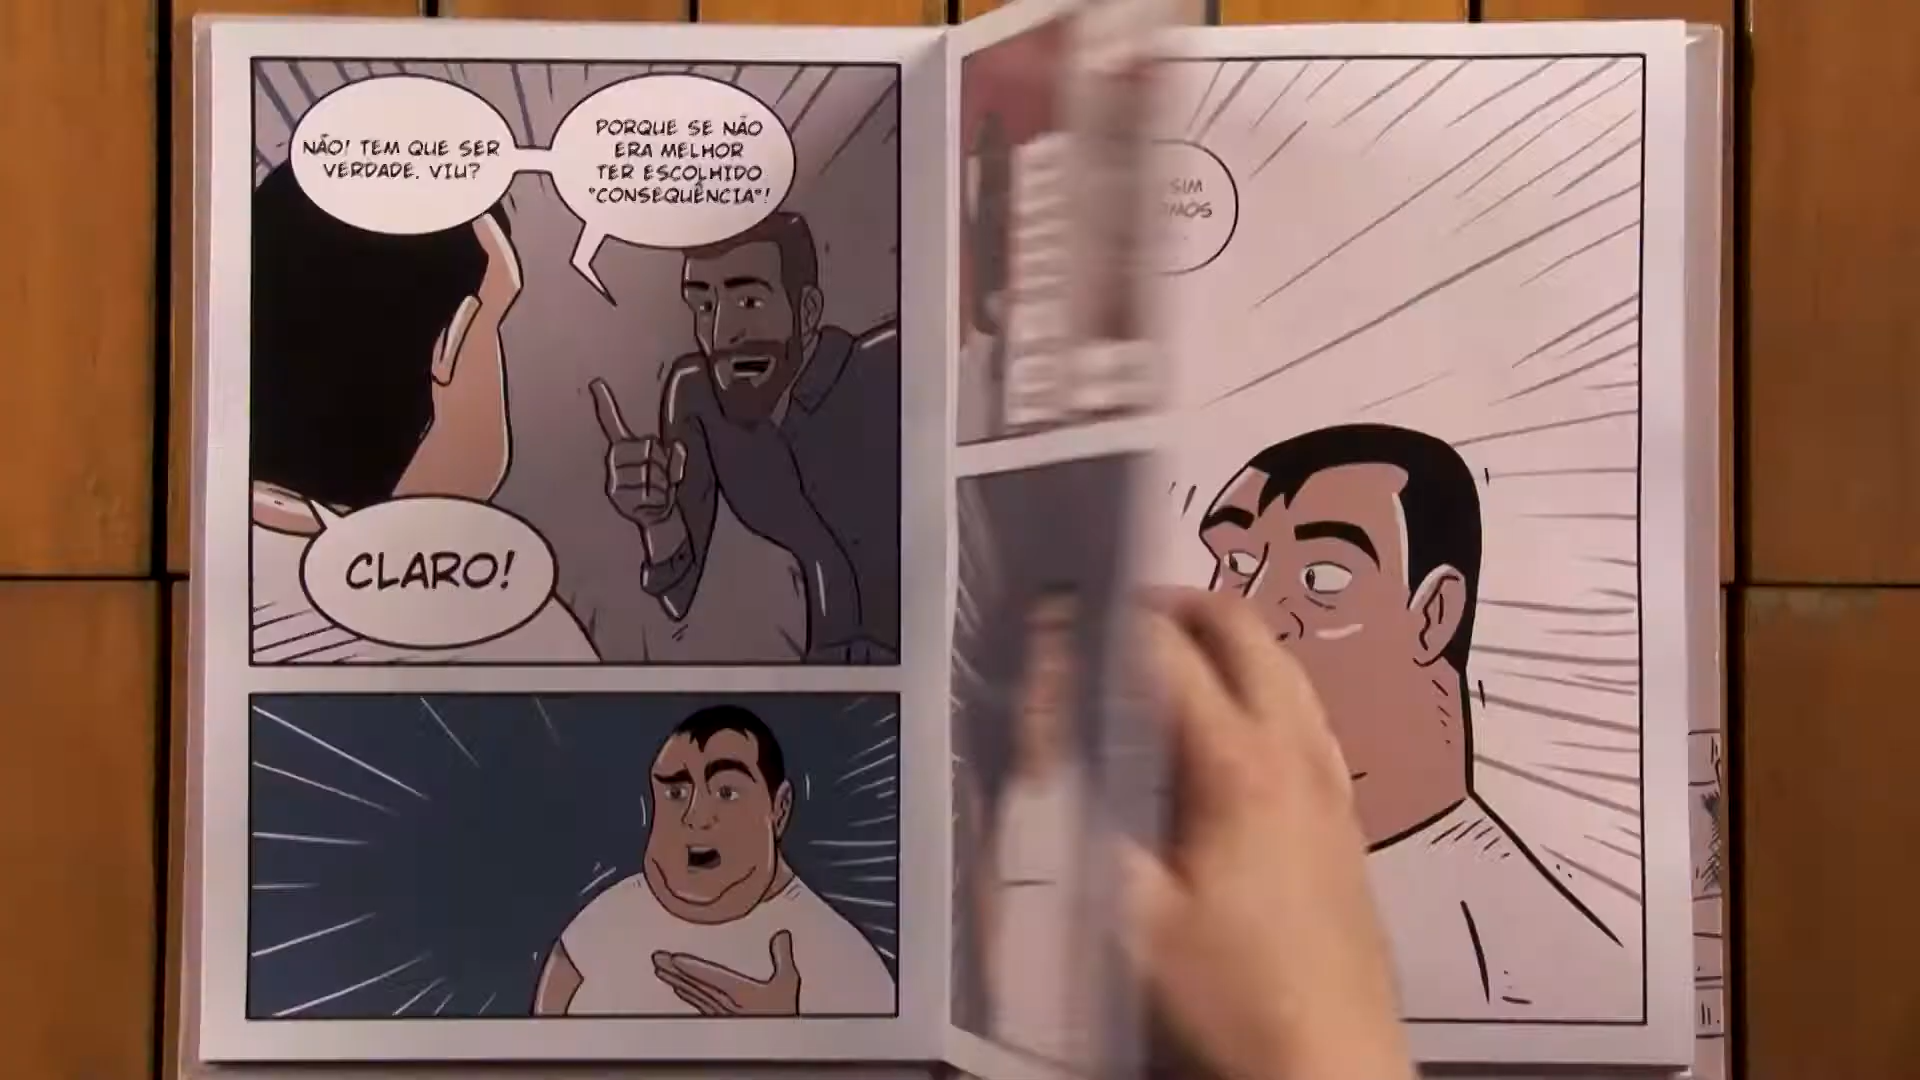 NÃO! TEM QUE SER
VERDADE, VIU?
PORQUE SE NÃO
ERA MELHOR
TER ESCOLHIDO
"CONSEQUÊNCIA"!
CLARO!
SIM